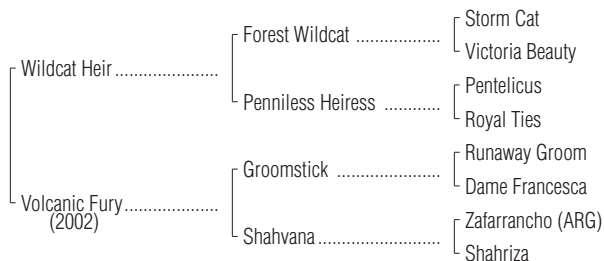 Storm Cat
Forest Wildcat ....................
Victoria Beauty
Wildcat Heir ........................
Pentelicus
Penniless Heiress .............
Royal Ties
Runaway Groom
Groomstick .........................
Dame Francesca
Volcanic Fury ......................
(2002)
Zafarrancho (ARG)
Shahvana .............................
Shahriza